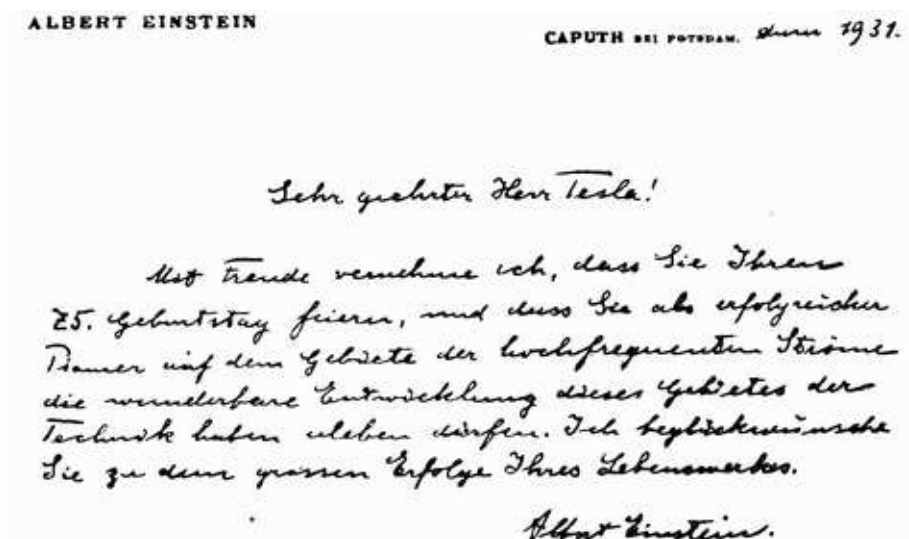 ALBERT EINSTEIN
CAPUTH BEI POTSDAM. Juni 1931.
Sehr geehrter Herr Tesla!
Mit Freude vernehme ich, dass Sie Ihren
75. Geburtstag feiern, und dass Sie als erfolgreicher
Pionier auf dem Gebiete der hochfrequenten Ströme
die wunderbare Entwicklung dieses Gebietes der
Technik haben erleben dürfen. Ich beglückwünsche
Sie zu dem grossen Erfolge Ihres Lebenswerkes.
Albert Einstein.